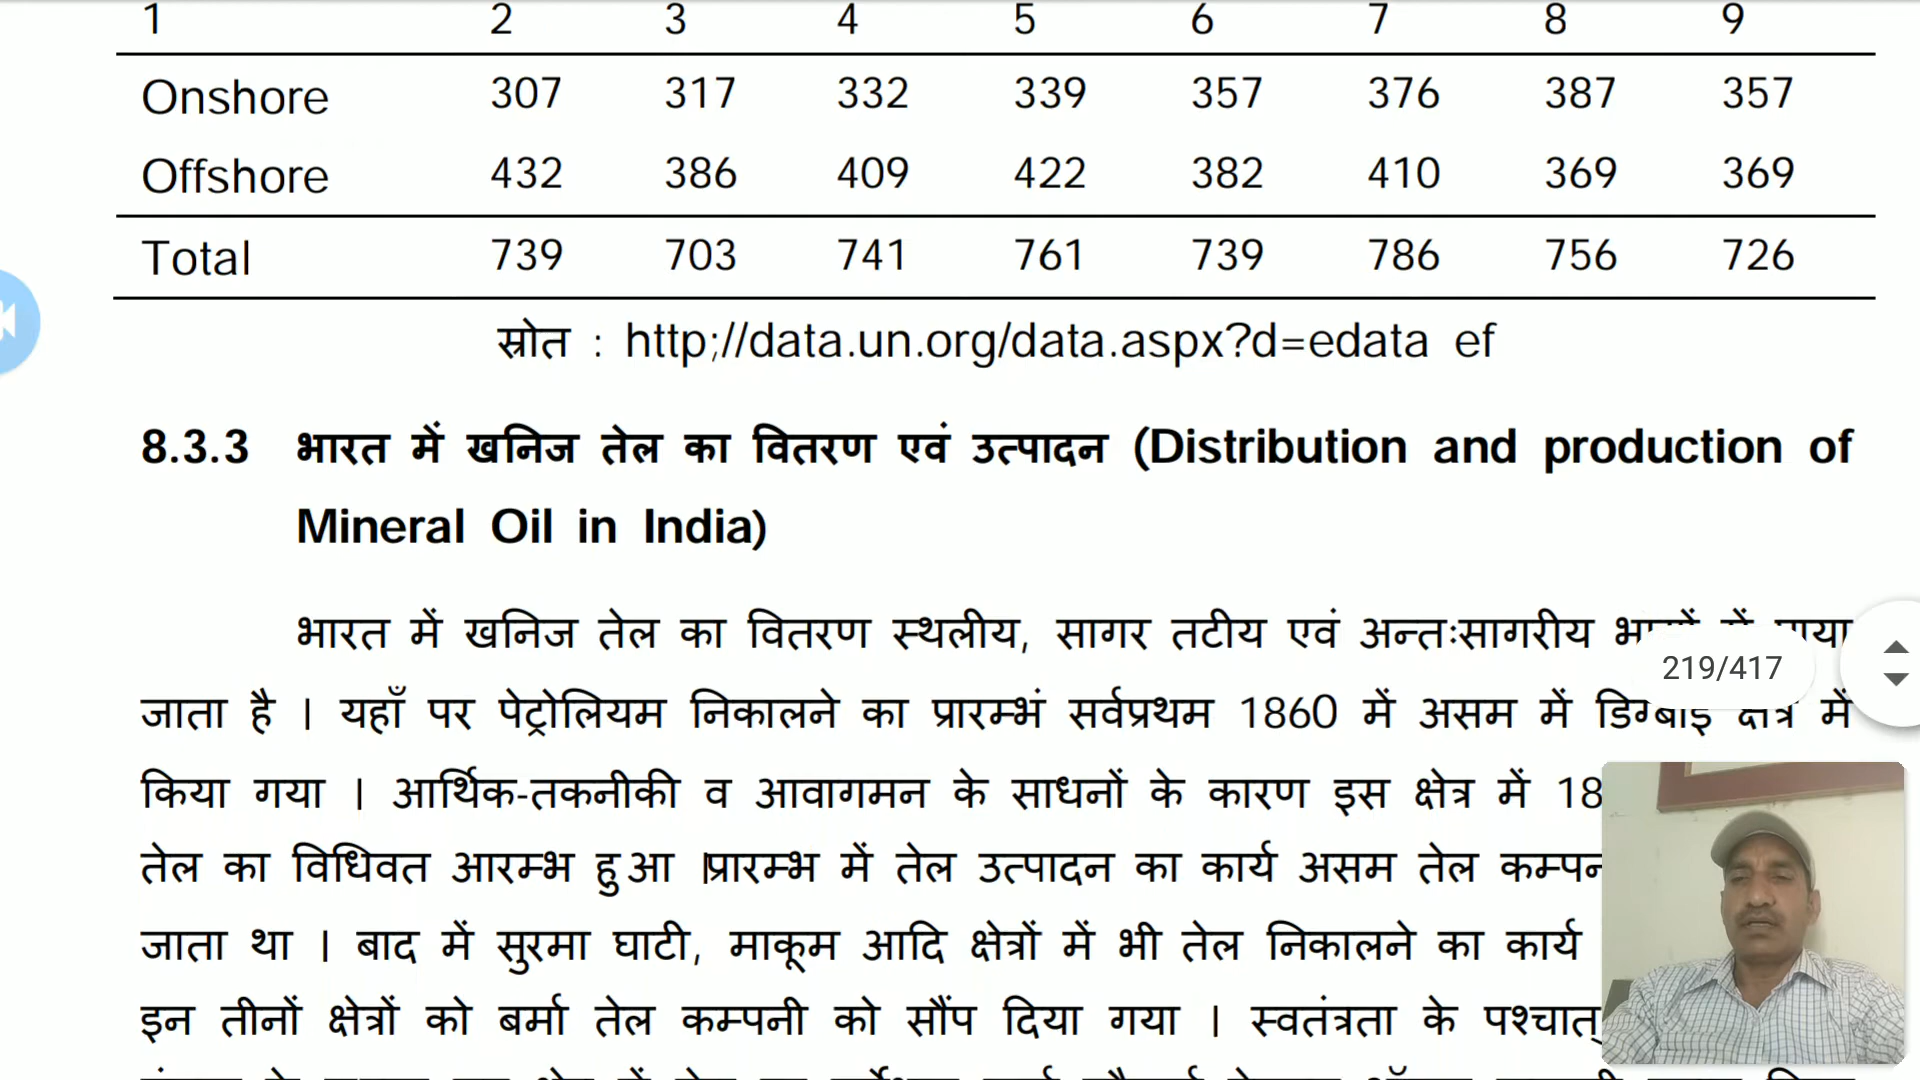 1 2 3 4 5 6 7 8 9
Onshore 307 317 332 339 357 376 387 357
Offshore 432 386 409 422 382 410 369 369
Total 739 703 741 761 739 786 756 726
स्रोत : http;//data.un.org/data.aspx?d=edata ef
8.3.3 भारत में खनिज तेल का वितरण एवं उत्पादन (Distribution and production of
Mineral Oil in India)
भारत में खनिज तेल का वितरण स्थलीय, सागर तटीय एवं अन्तःसागरीय
219/417
जाता है । यहाँ पर पेट्रोलियम निकालने का प्रारम्भं सर्वप्रथम 1860 में असम में डिग्बोई क्षेत्र में
किया गया । आर्थिक-तकनीकी व आवागमन के साधनों के कारण इस क्षेत्र में 18
तेल का विधिवत आरम्भ हु आ ।प्रारम्भ में तेल उत्पादन का कार्य असम तेल
जाता था । बाद में सुरमा घाटी, माकूम आदि क्षेत्रों में भी तेल निकालने का कार्य
इन तीनों क्षेत्रों को बर्मा तेल कम्पनी को सौंप दिया गया । स्वतंत्रता के पश्चात्